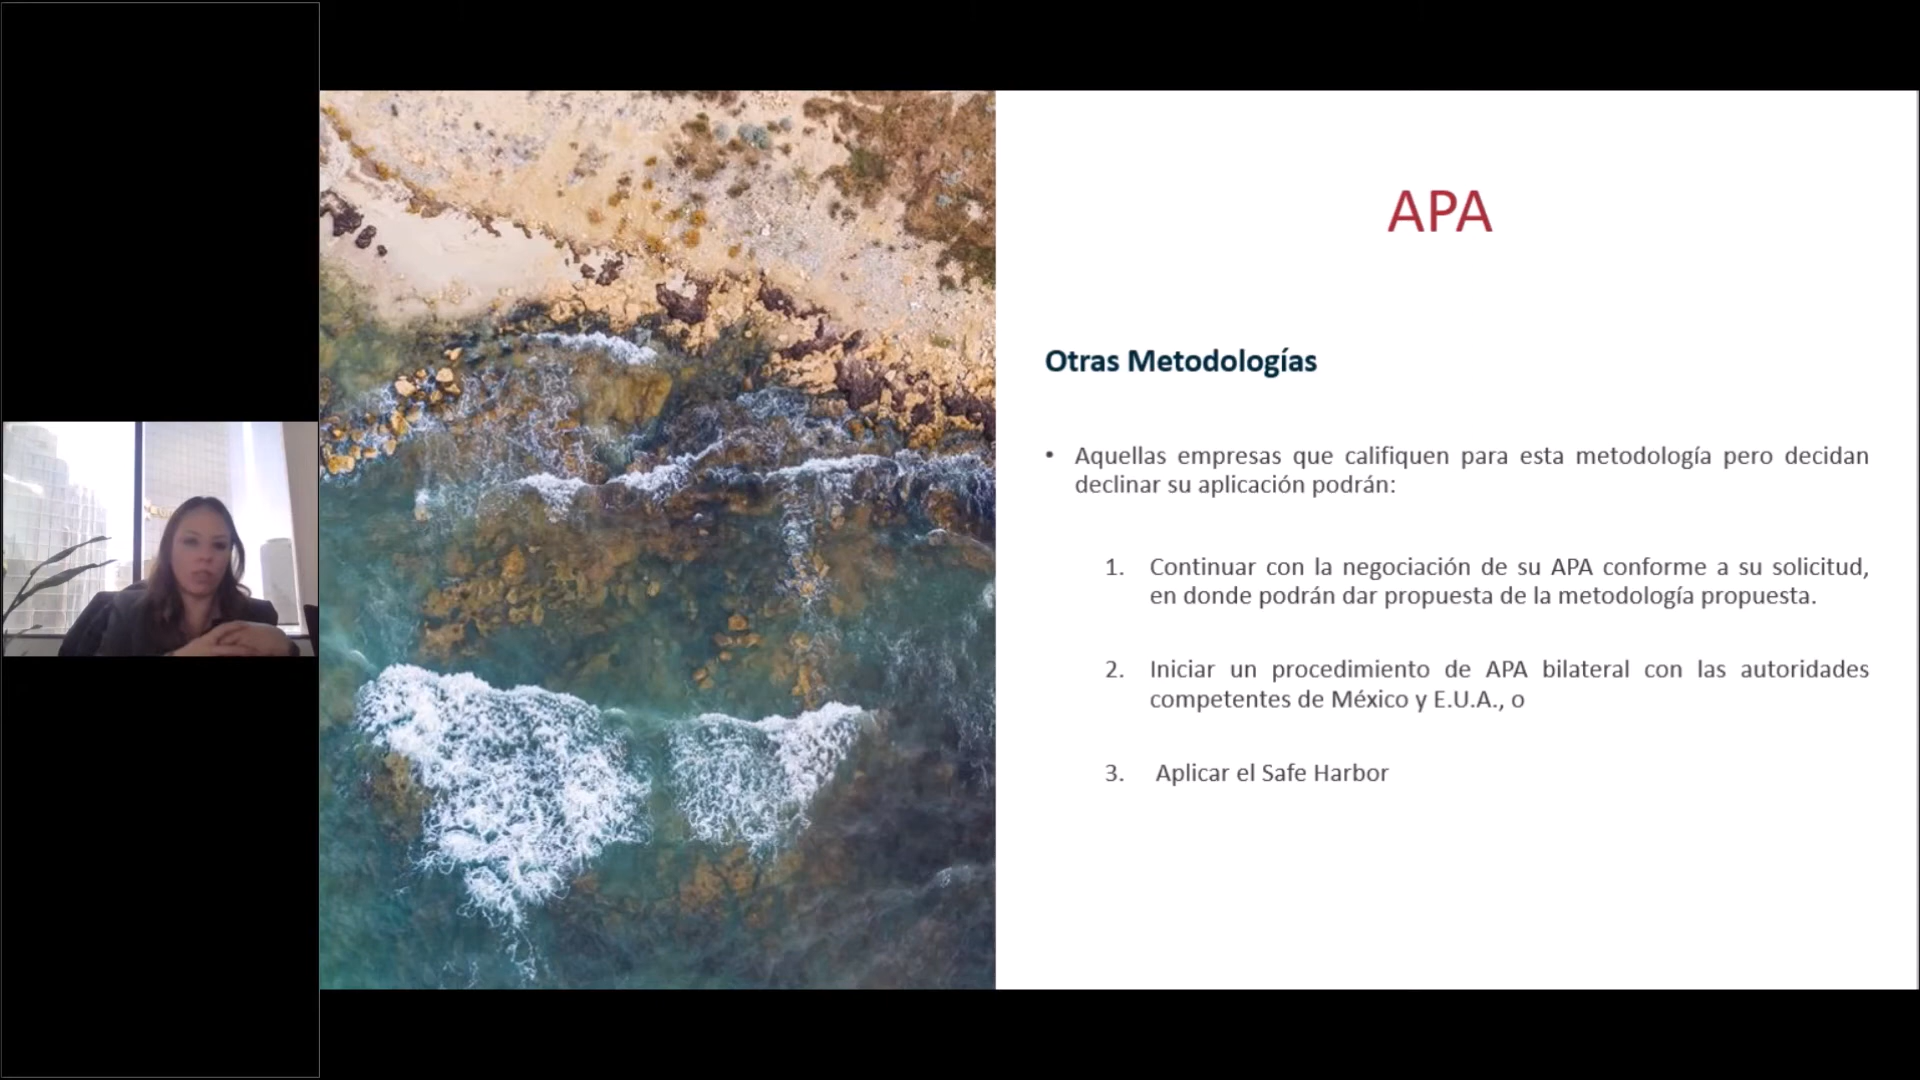 APA
Otras Metodologías
• Aquellas empresas que califiquen para esta metodología pero decidan
declinar su aplicación podrán:
1. Continuar con la negociación de su APA conforme a su solicitud,
en donde podrán dar propuesta de la metodología propuesta.
2. Iniciar un procedimiento de APA bilateral con las autoridades
competentes de México y E.U.A., o
3. Aplicar el Safe Harbor